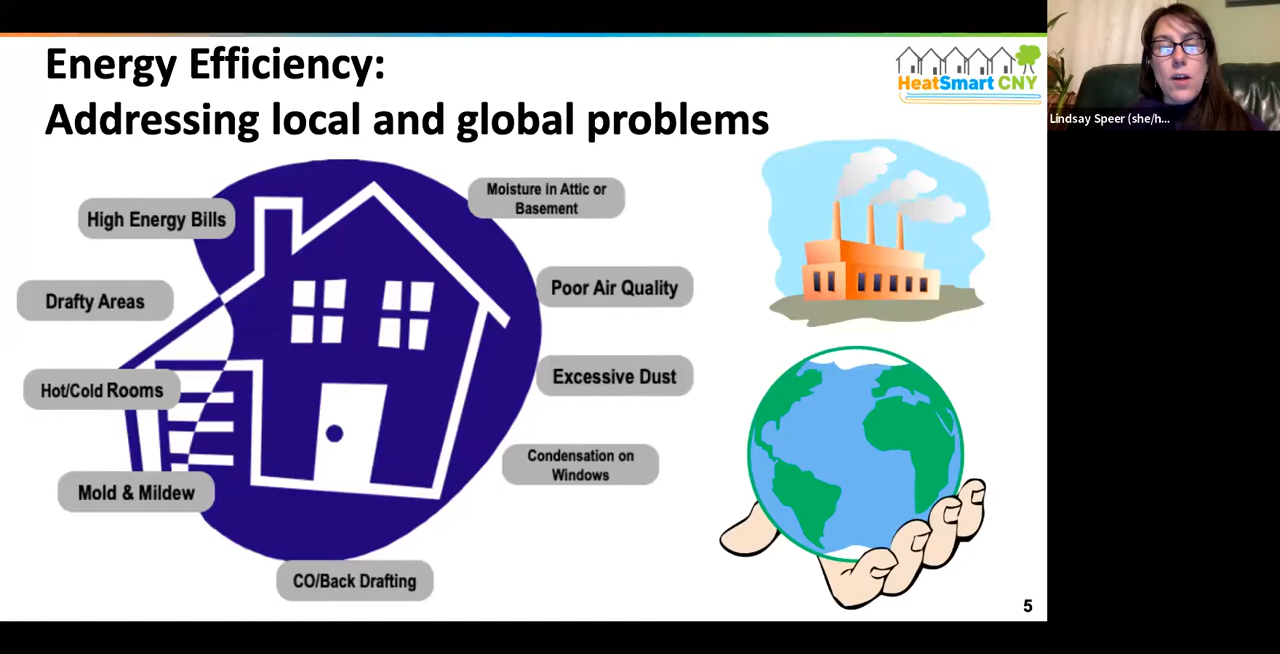 Energy Efficiency:
Addressing local and global problems
HeatSmart CNY
Lindsay Speer (she/h...
High Energy Bills
Moisture in Attic or
Basement
Drafty Areas
Poor Air Quality
Hot/Cold Rooms
Excessive Dust
Mold & Mildew
Condensation on
Windows
CO/Back Drafting
5